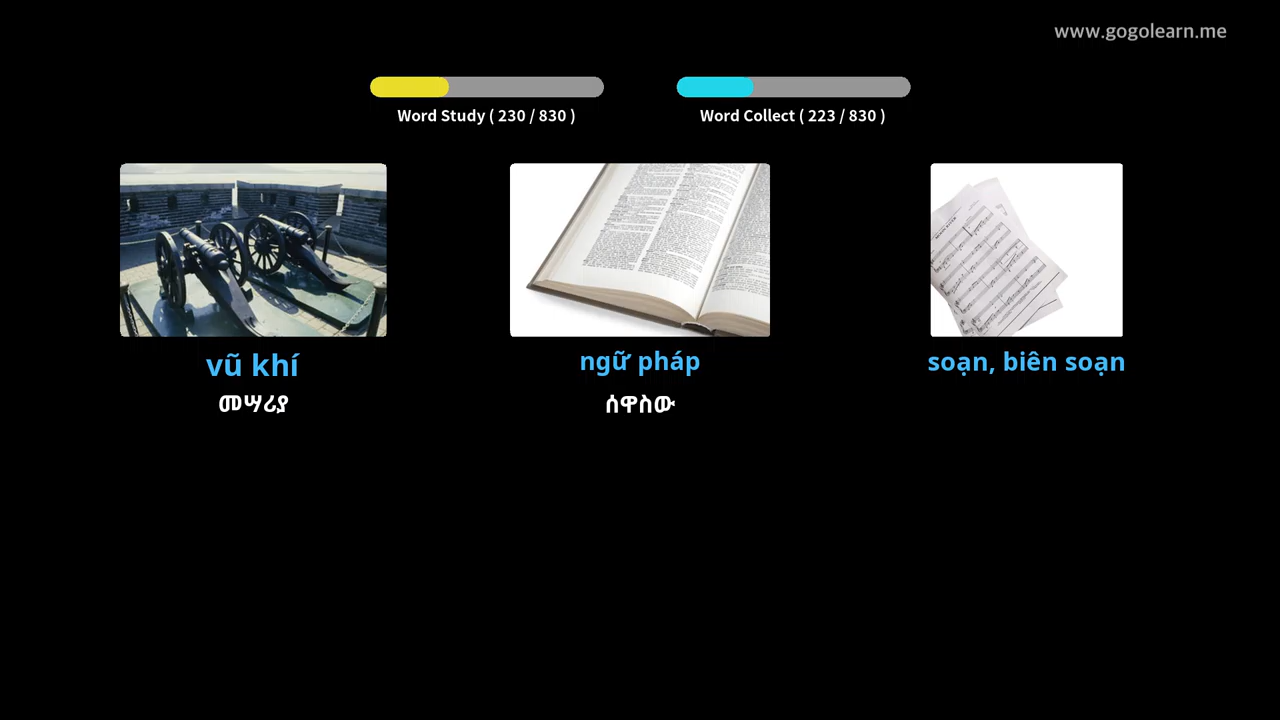 www.gogolearn.me
Word Study ( 230 / 830 )
Word Collect ( 223 / 830 )
vũ khí
ngữ pháp
soạn, biên soạn
መሣሪያ
ሰዋስው